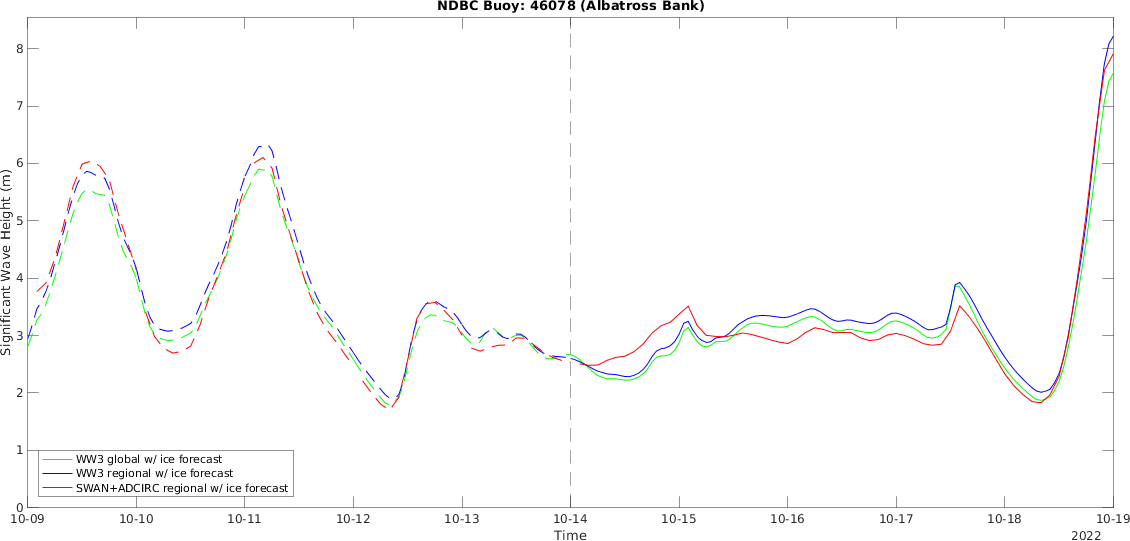 NDBC Buoy: 46078 (Albatross Bank)
Significant Wave Height (m)
8
7
6
5
4
3
2
1
0
WW3 global w/ ice forecast
WW3 regional w/ ice forecast
SWAN+ADCIRC regional w/ ice forecast
10-09 10-10 10-11 10-12 10-13 10-14 10-15 10-16 10-17 10-18 10-19
Time
2022